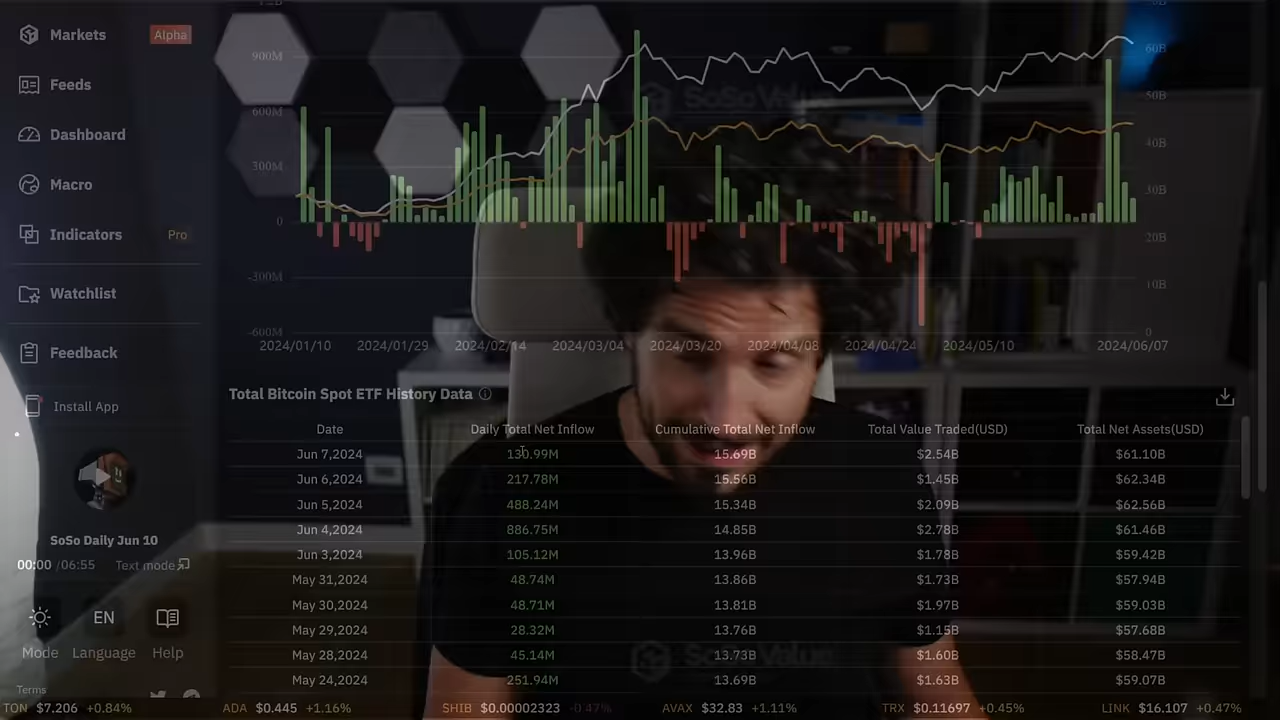 Markets Alpha
Feeds
Dashboard
Macro
Indicators Pro
Watchlist
Feedback
Install App
SoSo Daily Jun 10
00:00 /06:55 Text mode
EN
Mode Language Help
Terms
900M
600M
300M
0
-300M
-600M
60B
50B
40B
30B
20B
10B
0
SoSo Value
2024/01/10 2024/01/29 2024/02/14 2024/03/04 2024/03/20 2024/04/08 2024/04/24 2024/05/10 2024/06/07
Total Bitcoin Spot ETF History Data
Date Daily Total Net Inflow Cumulative Total Net Inflow Total Value Traded(USD) Total Net Assets(USD)
Jun 7,2024 130.99M 15.69B $2.54B $61.10B
Jun 6,2024 217.78M 15.56B $1.45B $62.34B
Jun 5,2024 488.24M 15.34B $2.09B $62.56B
Jun 4,2024 886.75M 14.85B $2.78B $61.46B
Jun 3,2024 105.12M 13.96B $1.78B $59.42B
May 31,2024 48.74M 13.86B $1.73B $57.94B
May 30,2024 48.71M 13.81B $1.97B $59.03B
May 29,2024 28.32M 13.76B $1.15B $57.68B
May 28,2024 45.14M 13.73B $1.60B $58.47B
May 24,2024 251.94M 13.69B $1.63B $59.07B
SoSo Value
TON $7.206 +0.84% ADA $0.445 +1.16% SHIB $0.00002323 -0.47% AVAX $32.83 +1.11% TRX $0.11697 +0.45% LINK $16.107 +0.47%